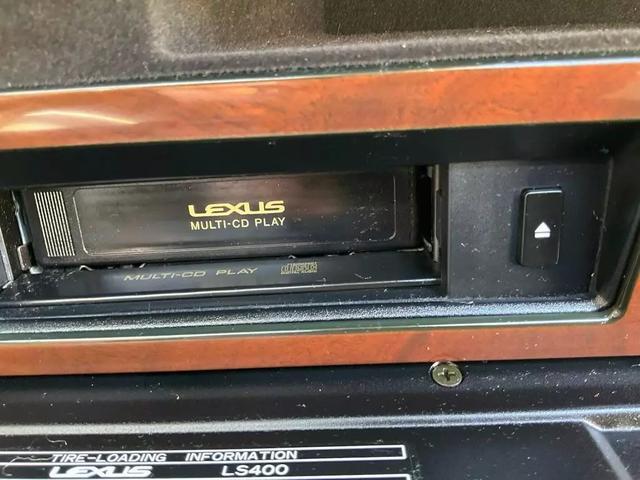 LEXUS
MULTI-CD PLAY
MULTI-CD PLAY
TIRE-LOADING INFORMATION
LEXUS LS400